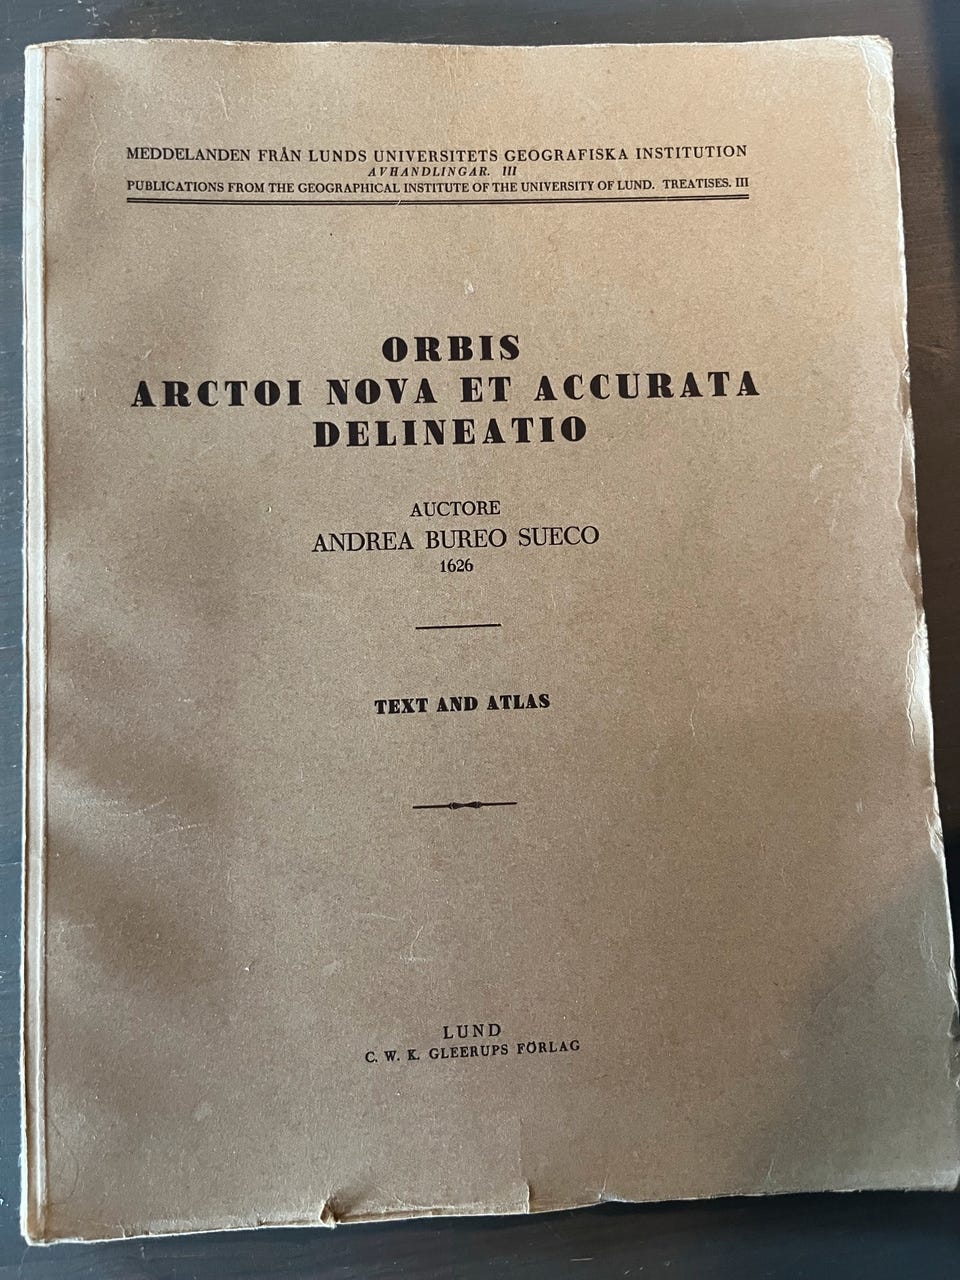 MEDDELANDEN FRÅN LUNDS UNIVERSITETS GEOGRAFISKA INSTITUTION
AVHANDLINGAR. III
PUBLICATIONS FROM THE GEOGRAPHICAL INSTITUTE OF THE UNIVERSITY OF LUND. TREATISES. III
ORBIS
ARCTOI NOVA ET ACCURATA
DELINEATIO
AUCTORE
ANDREA BUREO SUECO
1626
TEXT AND ATLAS
LUND
C. W. K. GLEERUPS FÖRLAG